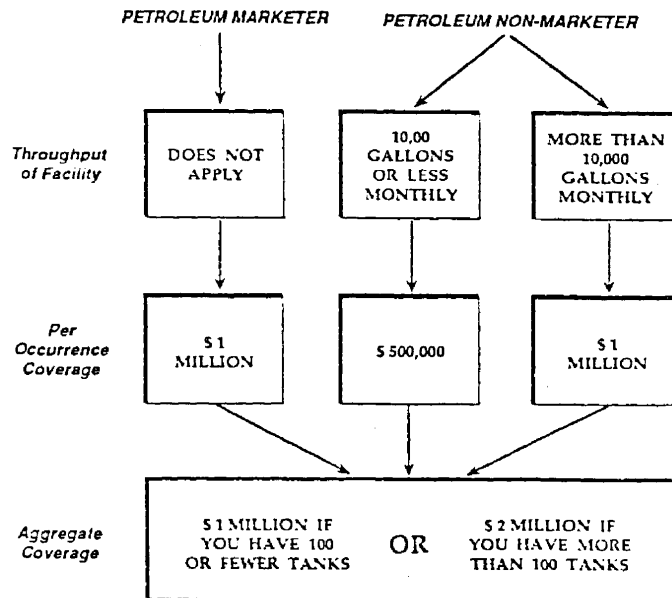 PETROLEUM MARKETER
PETROLEUM NON-MARKETER
Throughput
of Facility
DOES NOT
APPLY
10,00
GALLONS
OR LESS
MONTHLY
MORE THAN
10,000
GALLONS
MONTHLY
Per
Occurrence
Coverage
$ 1
MILLION
$ 500,000
$ 1
MILLION
Aggregate
Coverage
$ 1 MILLION IF
YOU HAVE 100
OR FEWER TANKS
OR
$ 2 MILLION IF
YOU HAVE MORE
THAN 100 TANKS